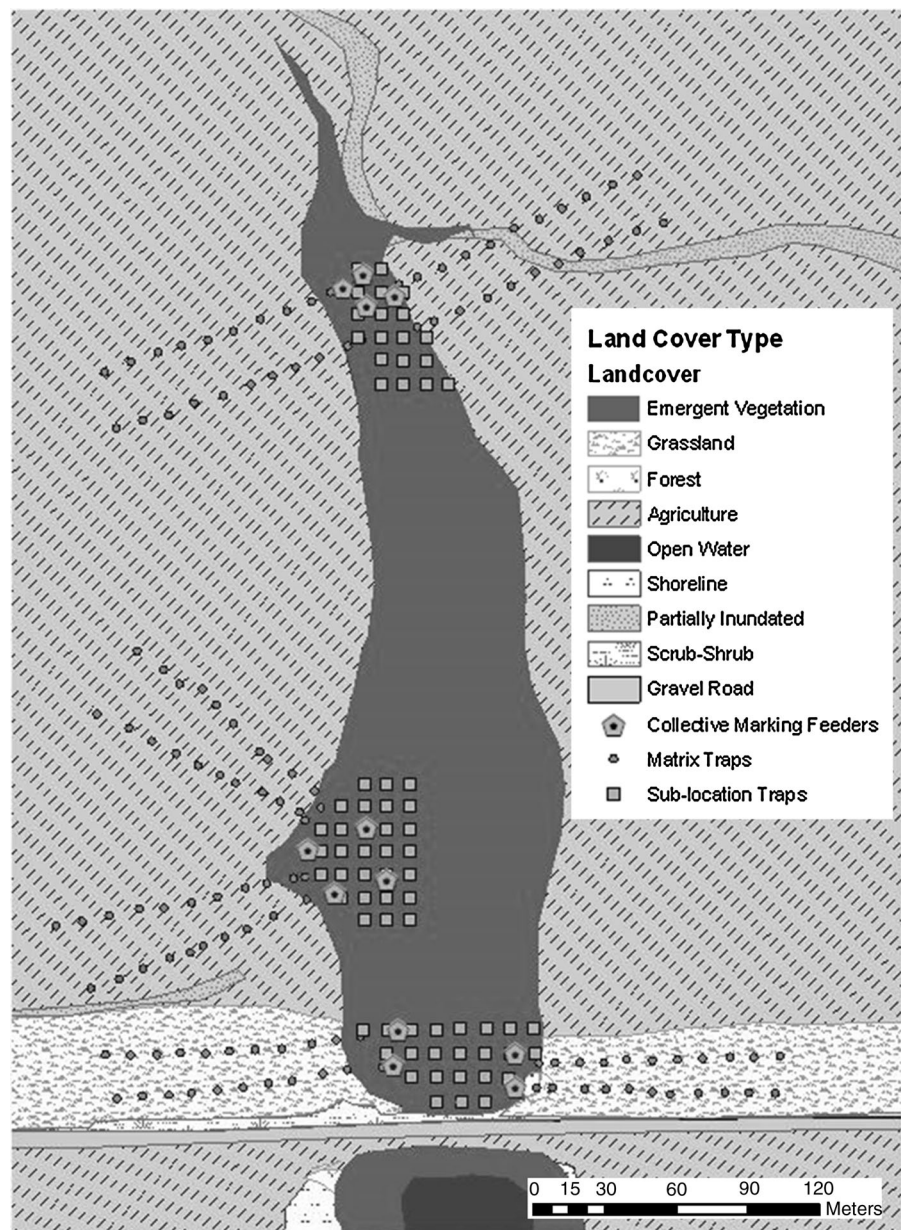 Land Cover Type
Landcover
Emergent Vegetation
Grassland
Forest
Agriculture
Open Water
Shoreline
Partially Inundated
Scrub-Shrub
Gravel Road
Collective Marking Feeders
Matrix Traps
Sub-location Traps
0 15 30 60 90 120
Meters